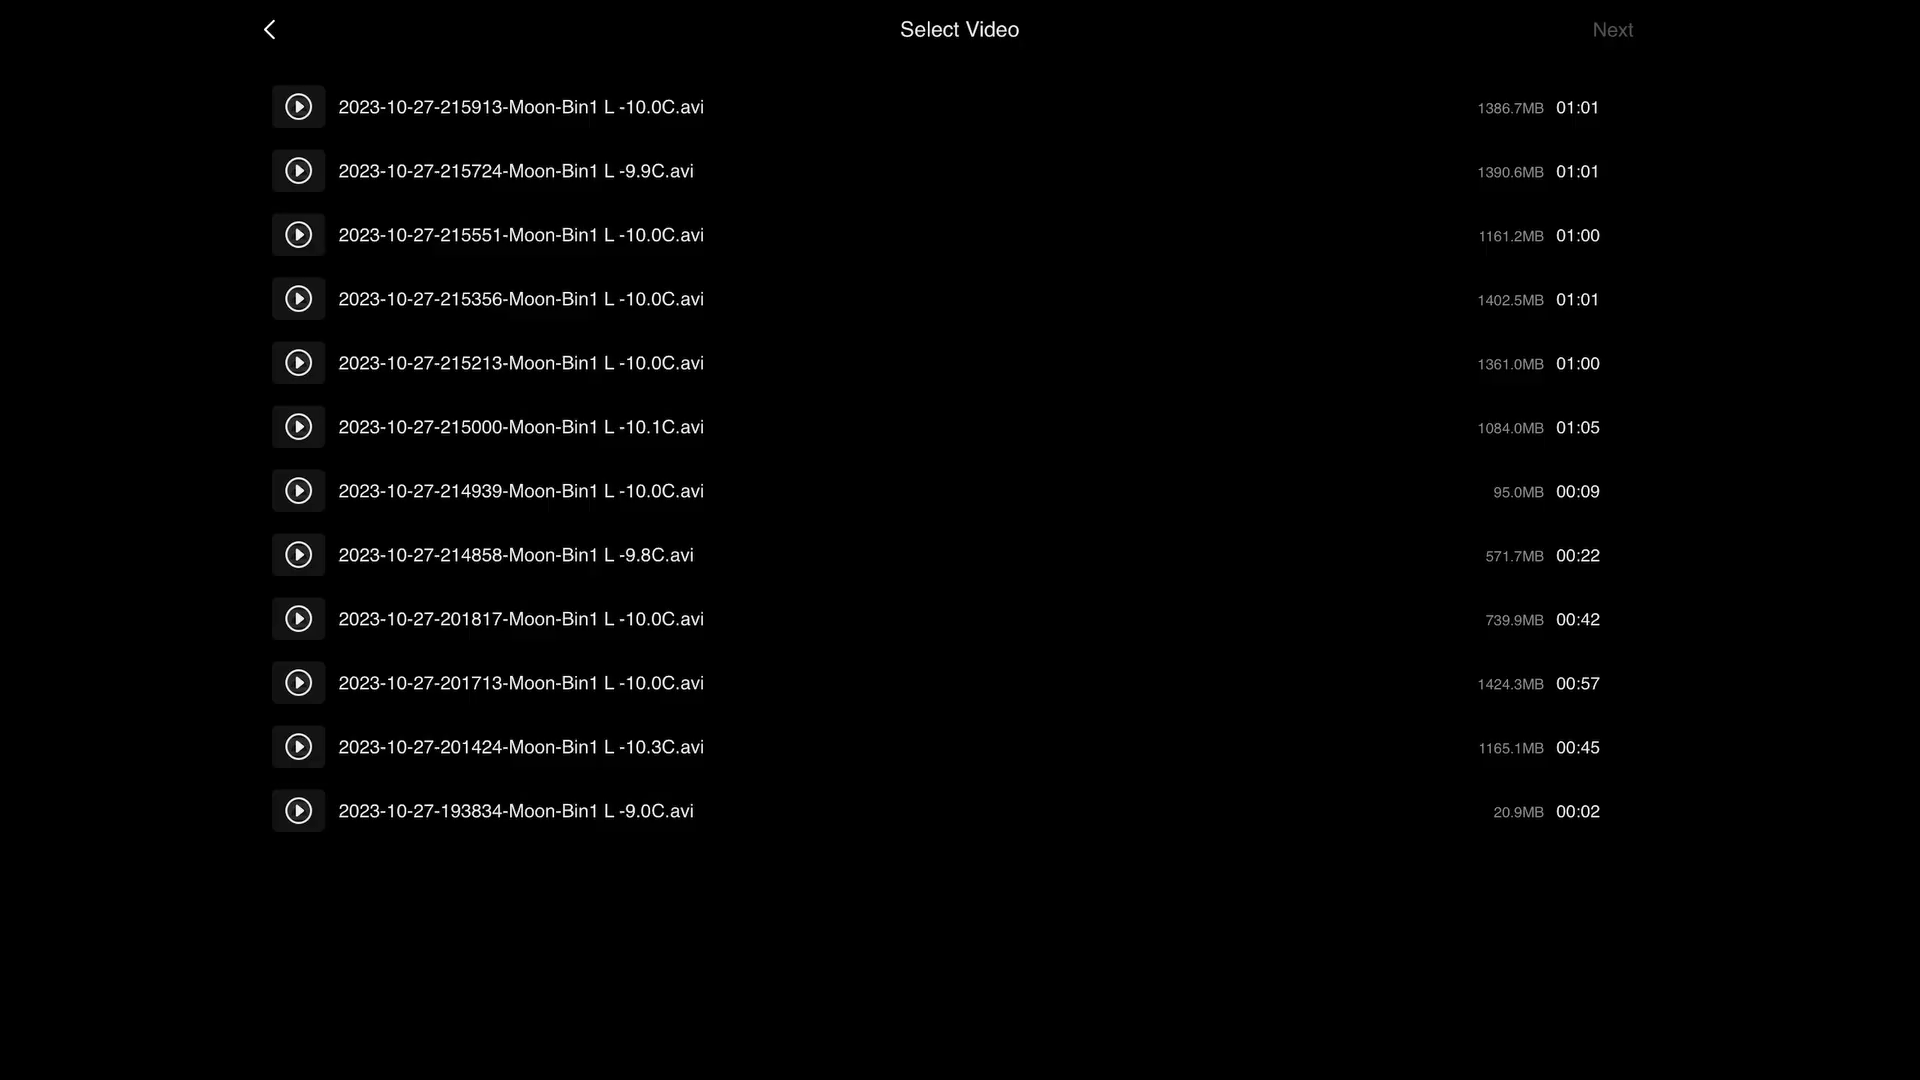 Select Video
Next
2023-10-27-215913-Moon-Bin1 L -10.0C.avi 1386.7MB 01:01
2023-10-27-215724-Moon-Bin1 L -9.9C.avi 1390.6MB 01:01
2023-10-27-215551-Moon-Bin1 L -10.0C.avi 1161.2MB 01:00
2023-10-27-215356-Moon-Bin1 L -10.0C.avi 1402.5MB 01:01
2023-10-27-215213-Moon-Bin1 L -10.0C.avi 1361.0MB 01:00
2023-10-27-215000-Moon-Bin1 L -10.1C.avi 1084.0MB 01:05
2023-10-27-214939-Moon-Bin1 L -10.0C.avi 95.0MB 00:09
2023-10-27-214858-Moon-Bin1 L -9.8C.avi 571.7MB 00:22
2023-10-27-201817-Moon-Bin1 L -10.0C.avi 739.9MB 00:42
2023-10-27-201713-Moon-Bin1 L -10.0C.avi 1424.3MB 00:57
2023-10-27-201424-Moon-Bin1 L -10.3C.avi 1165.1MB 00:45
2023-10-27-193834-Moon-Bin1 L -9.0C.avi 20.9MB 00:02